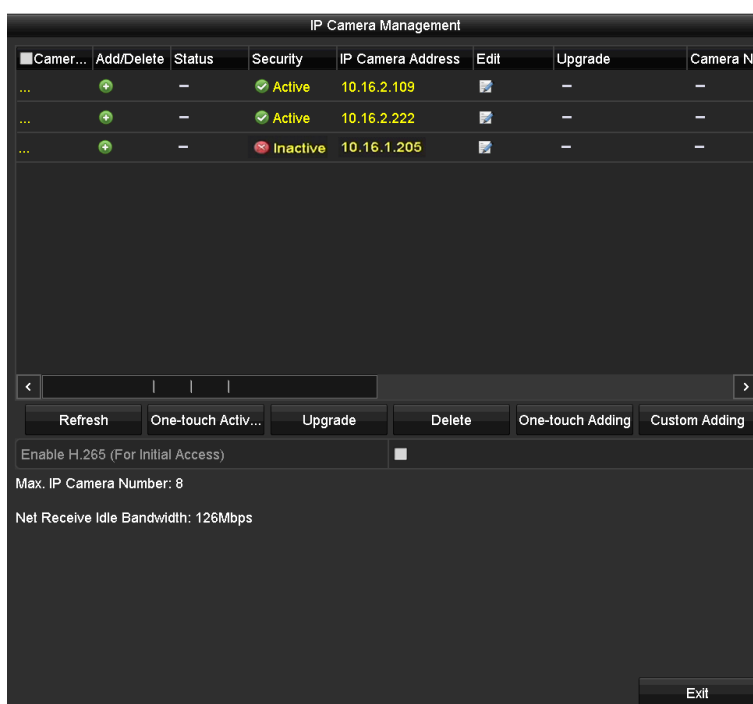 IP Camera Management
Camer... Add/Delete Status Security IP Camera Address Edit Upgrade Camera N
... – Active 10.16.2.109 – –
... – Active 10.16.2.222 – –
... – Inactive 10.16.1.205 – –
Refresh One-touch Activ... Upgrade Delete One-touch Adding Custom Adding
Enable H.265 (For Initial Access)
Max. IP Camera Number: 8
Net Receive Idle Bandwidth: 126Mbps
Exit